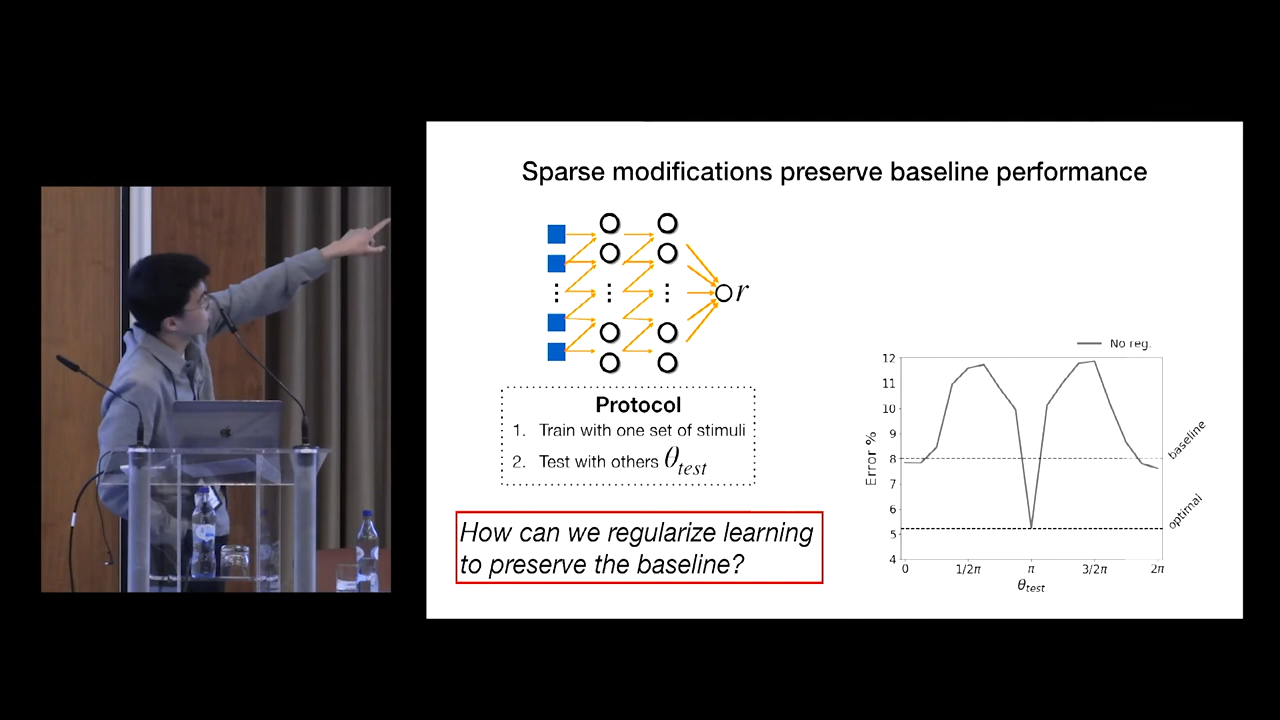 Sparse modifications preserve baseline performance
r
Protocol
1. Train with one set of stimuli
2. Test with others θtest
How can we regularize learning
to preserve the baseline?
No reg.
12
11
10
9
8
7
6
5
4
Error %
baseline
optimal
0 1/2π π 3/2π 2π
θtest